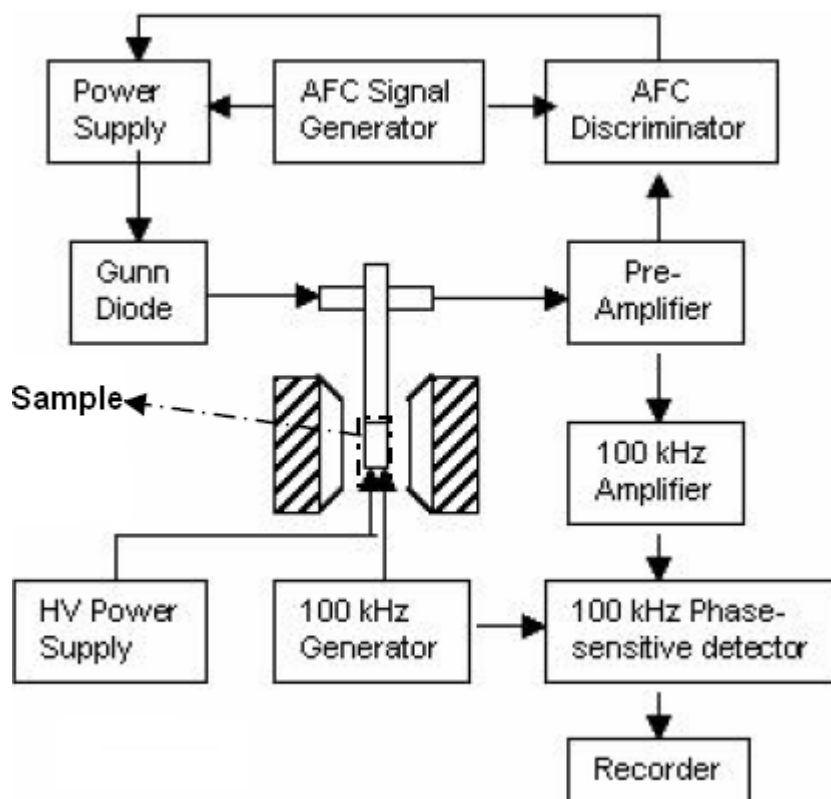 Power
Supply
AFC Signal
Generator
AFC
Discriminator
Gunn
Diode
Pre-
Amplifier
Sample
100 kHz
Amplifier
HV Power
Supply
100 kHz
Generator
100 kHz Phase-
sensitive detector
Recorder